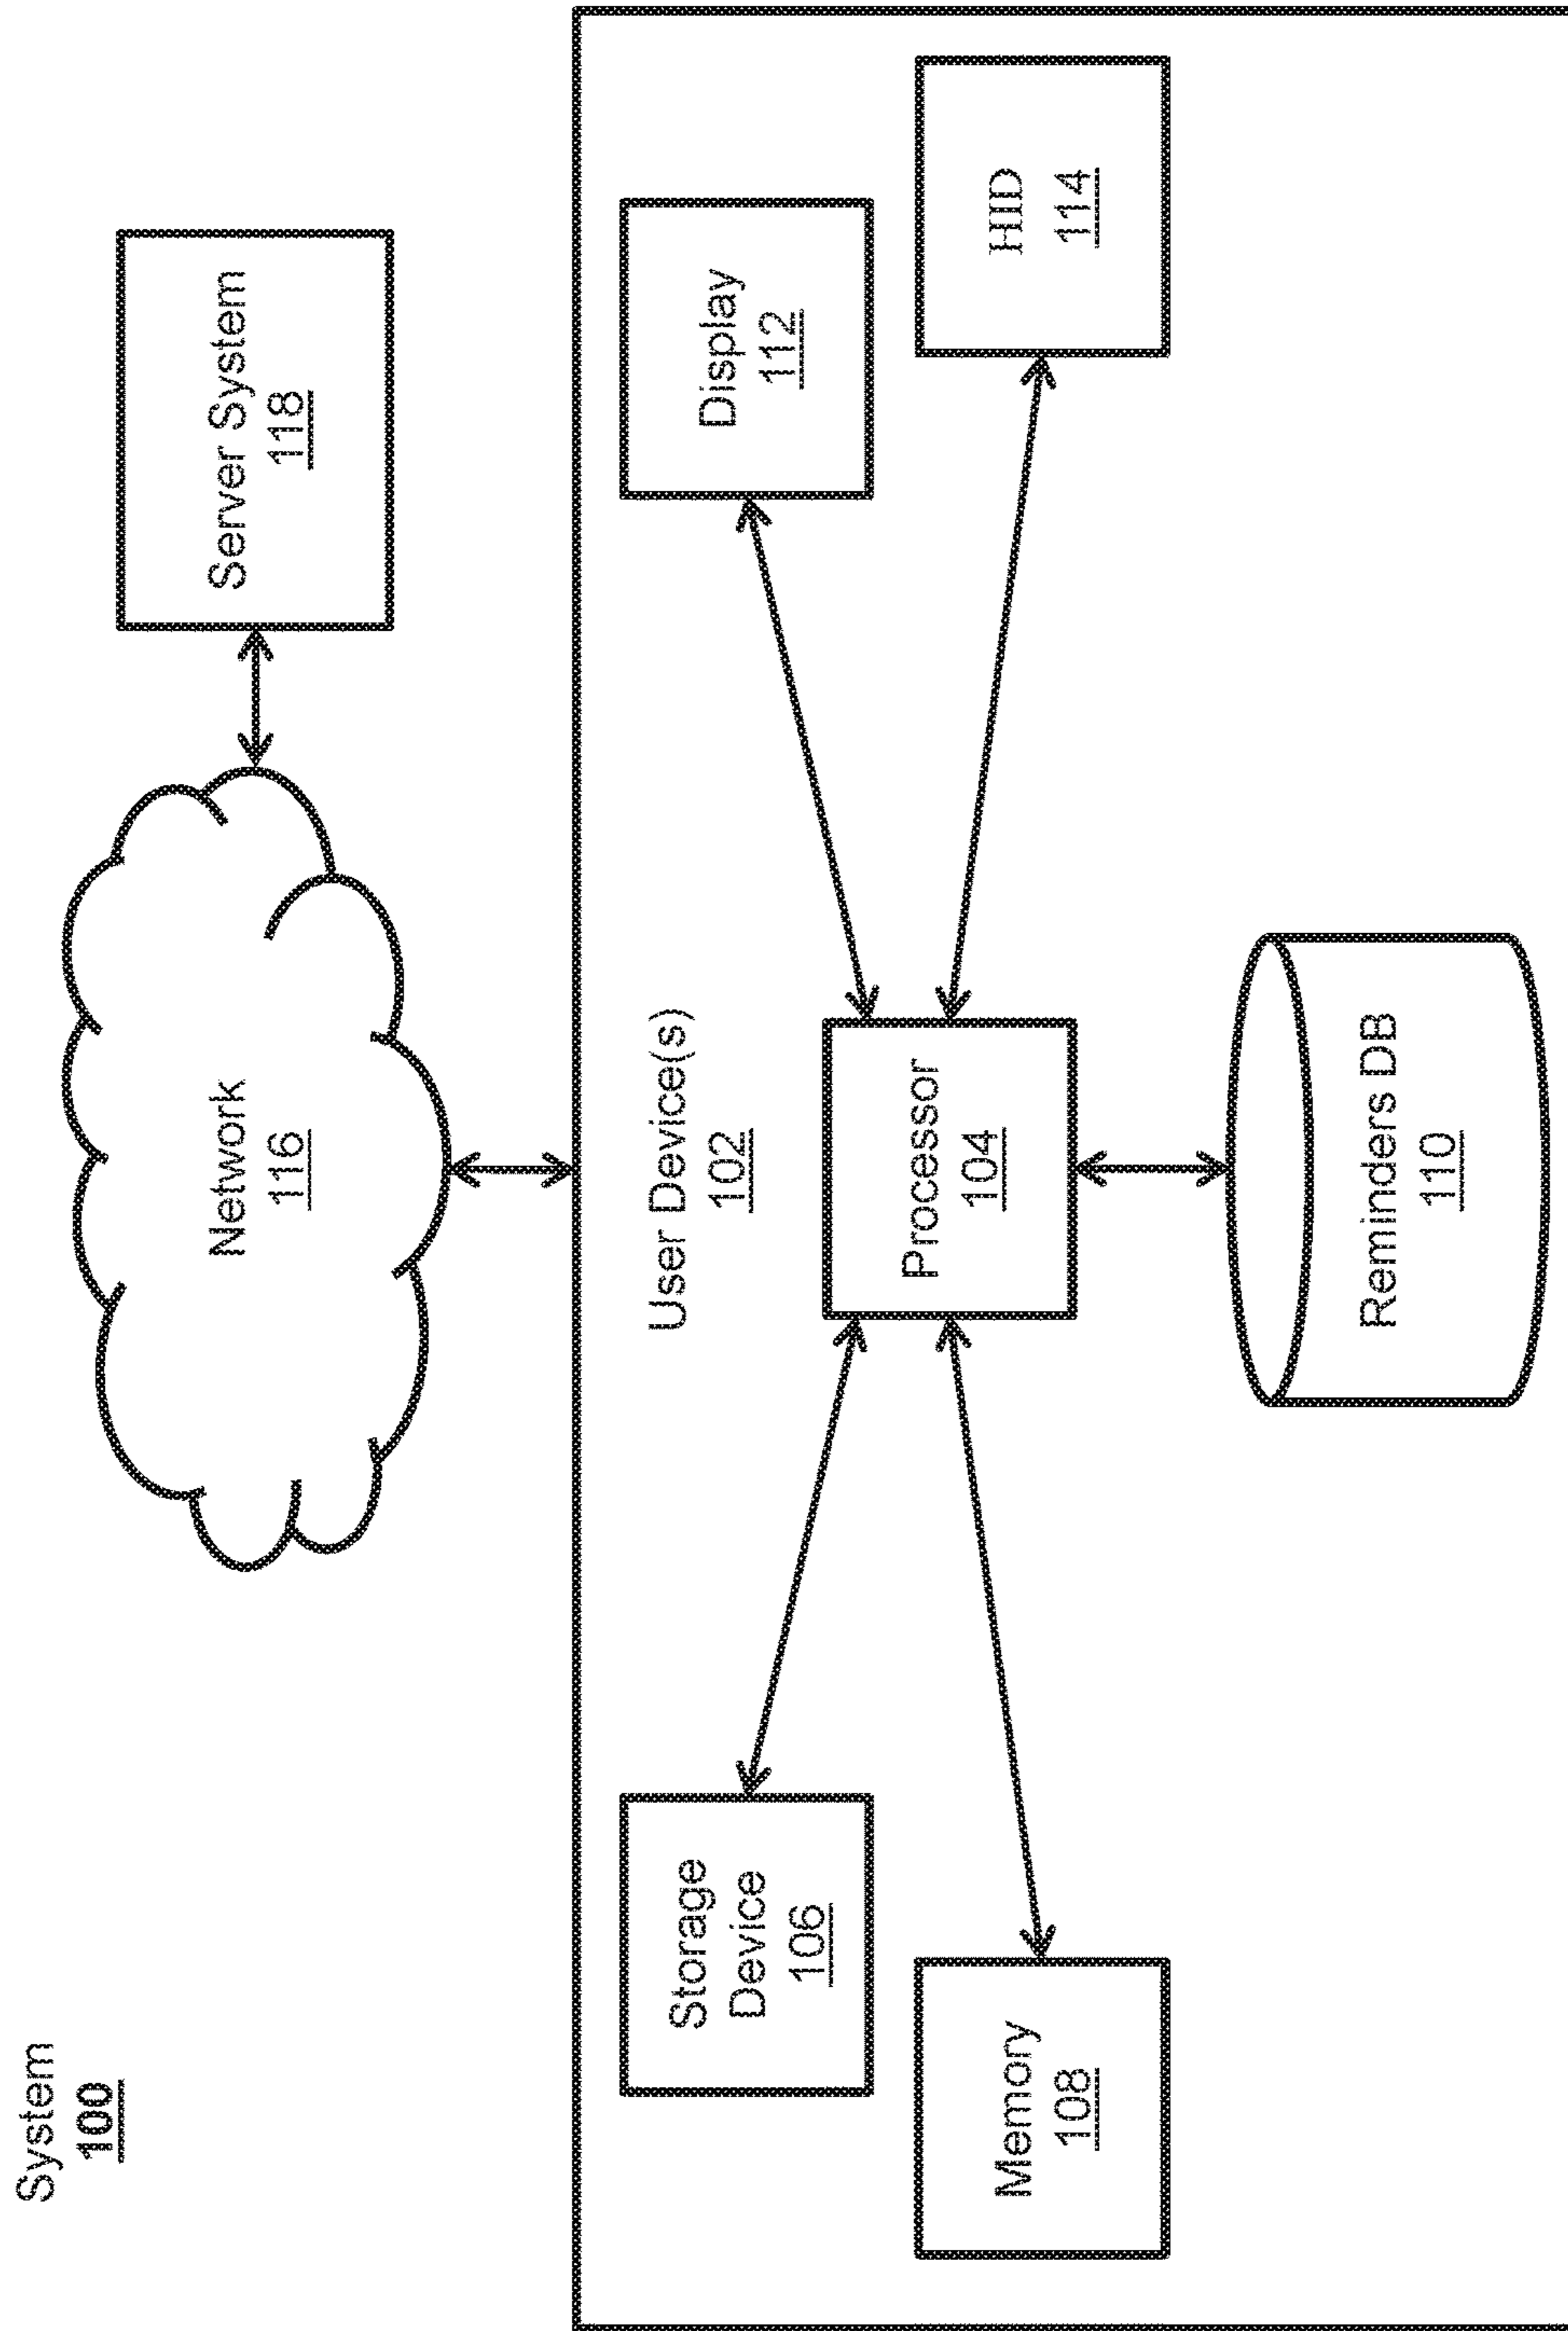 System
100
Network
116
Server System
118
User Device(s)
102
Storage
Device
106
Display
112
Processor
104
Memory
108
HID
114
Reminders DB
110